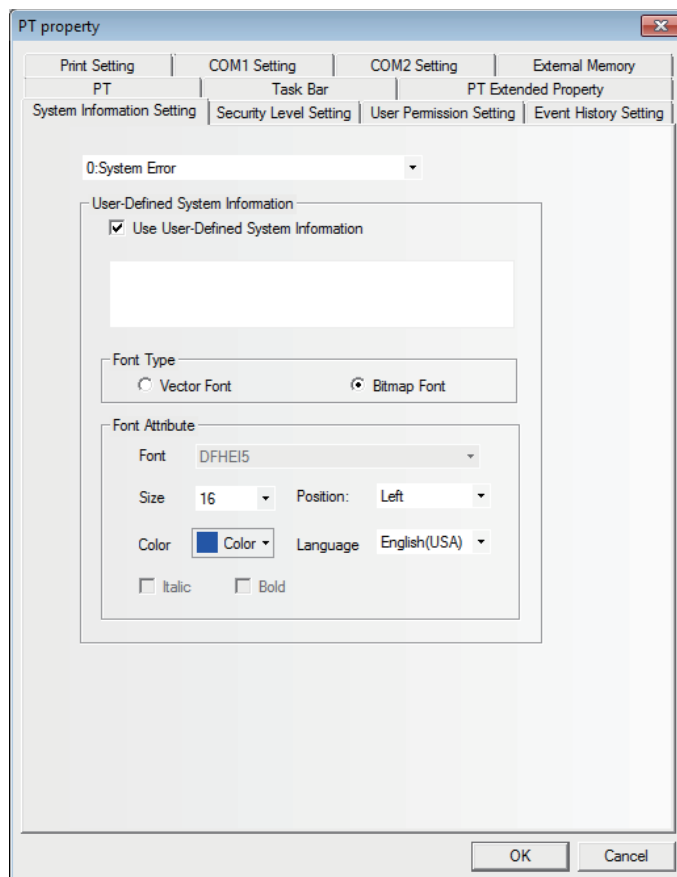 PT property
Print Setting COM1 Setting COM2 Setting External Memory
PT Task Bar PT Extended Property
System Information Setting Security Level Setting User Permission Setting Event History Setting
0:System Error
User-Defined System Information
Use User-Defined System Information
Font Type
Vector Font Bitmap Font
Font Attribute
Font DFHEI5
Size 16 Position: Left
Color Color Language English(USA)
Italic Bold
OK Cancel